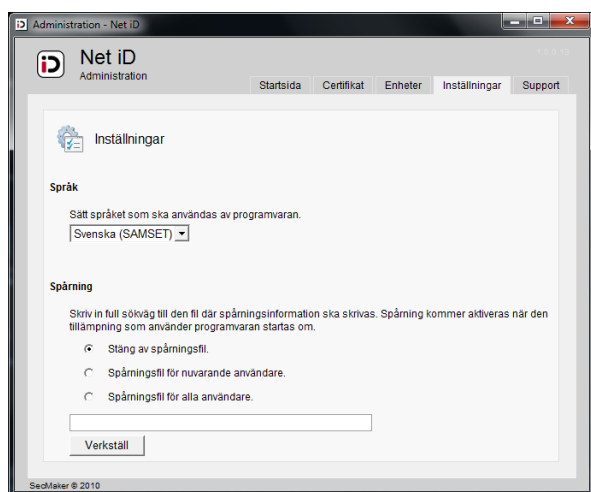 Administration - Net iD
Net iD
Administration
Startsida Certifikat Enheter Inställningar Support
Inställningar
Språk
Sätt språket som ska användas av programvaran.
Svenska (SAMSET)
Spårning
Skriv in full sökväg till den fil där spårningsinformation ska skrivas. Spårning kommer aktiveras när den
tillämpning som använder programvaran startas om.
Stäng av spårningsfil.
Spårningsfil för nuvarande användare.
Spårningsfil för alla användare.
Verkställ
SecMaker © 2010